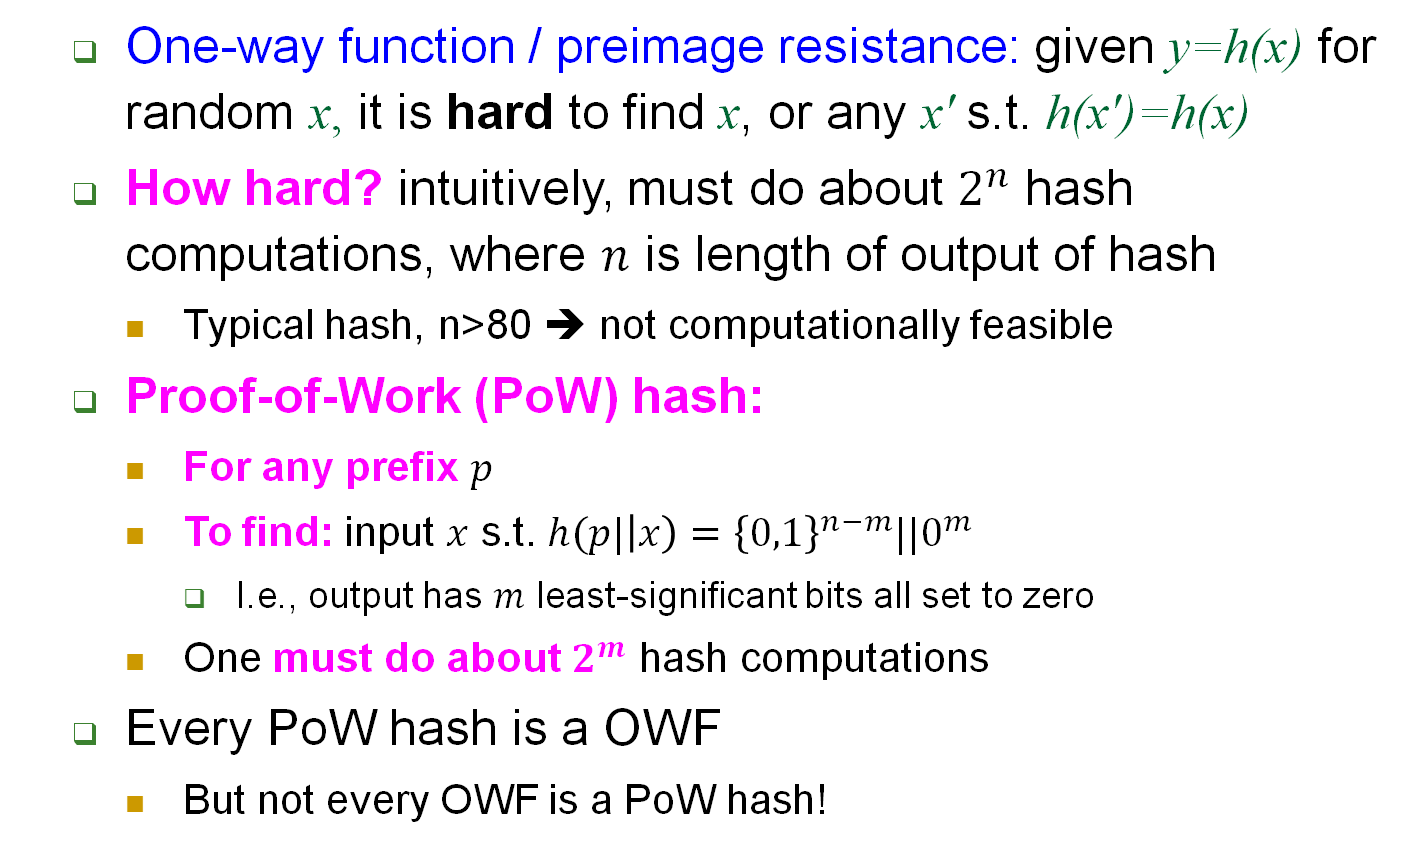 One-way function / preimage resistance: given y=h(x) for
random x, it is hard to find x, or any x' s.t. h(x')=h(x)
How hard? intuitively, must do about 2ⁿ hash
computations, where n is length of output of hash
Typical hash, n>80 ➔ not computationally feasible
Proof-of-Work (PoW) hash:
For any prefix p
To find: input x s.t. h(p||x) = {0,1}ⁿ⁻ᵐ||0ᵐ
I.e., output has m least-significant bits all set to zero
One must do about 2ᵐ hash computations
Every PoW hash is a OWF
But not every OWF is a PoW hash!